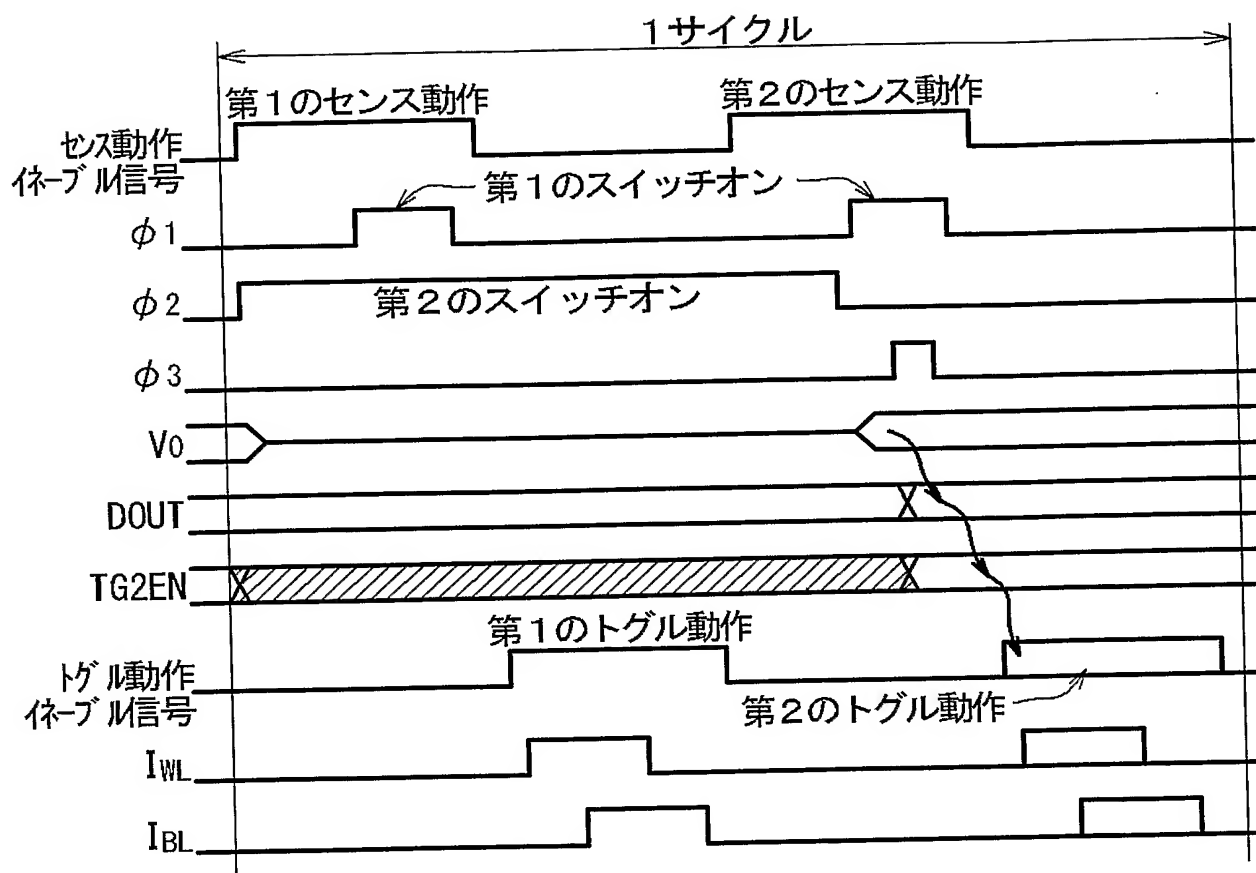 1サイクル
第1のセンス動作
第2のセンス動作
センス動作
イネーブル信号
第1のスイッチオン
φ1
第2のスイッチオン
φ2
φ3
V0
DOUT
TG2EN
第1のトグル動作
トグル動作
イネーブル信号
第2のトグル動作
IWL
IBL